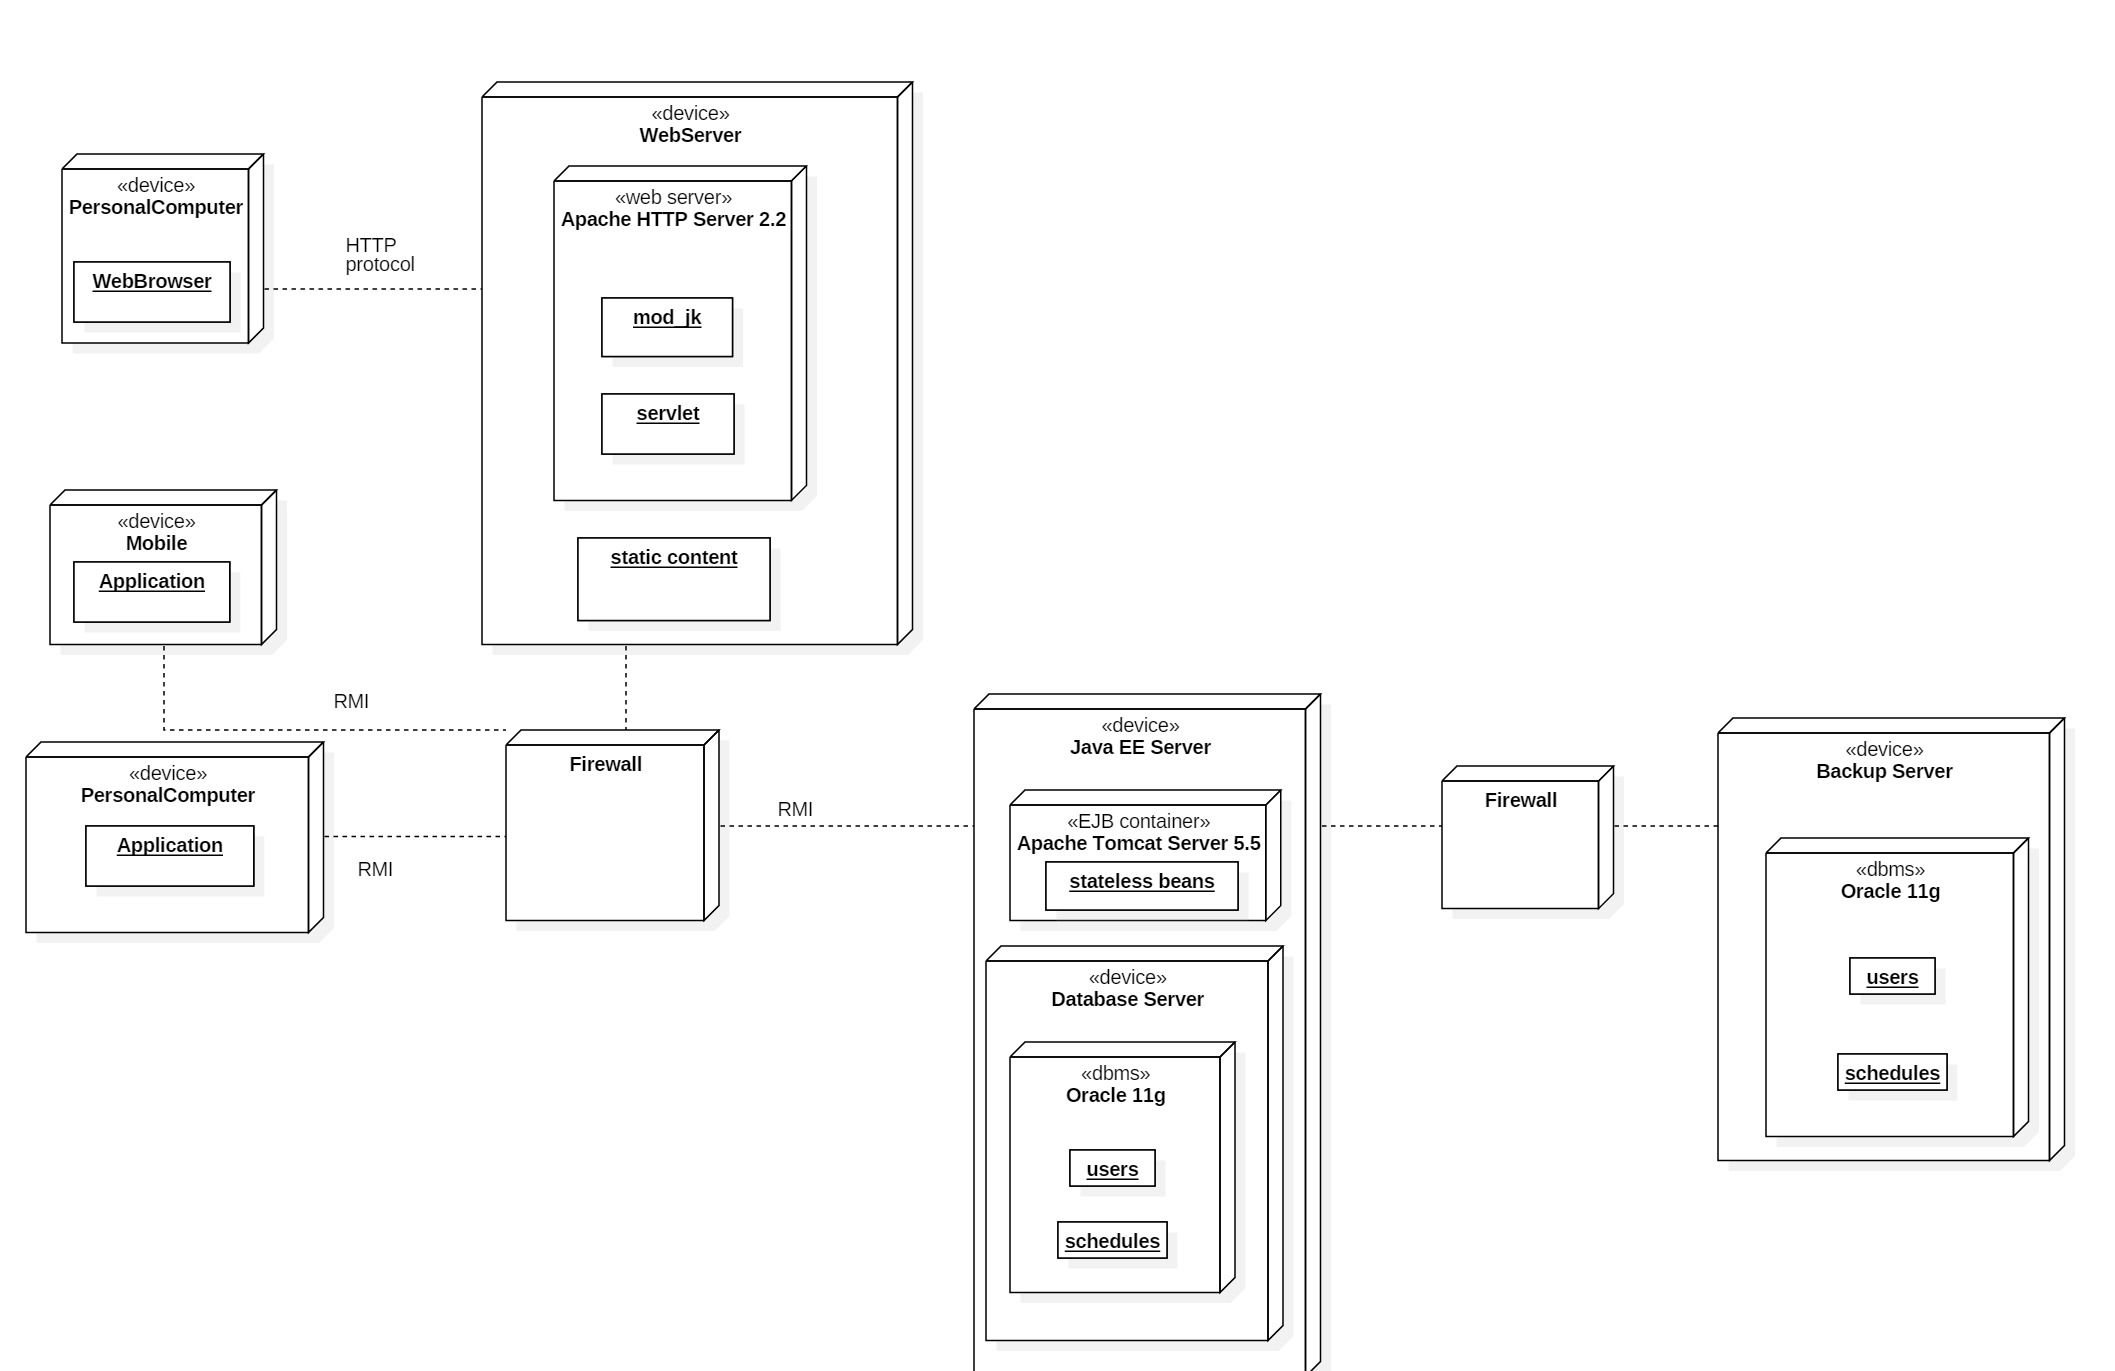 «device»
WebServer
«web server»
Apache HTTP Server 2.2
mod_jk
servlet
static content
«device»
PersonalComputer
WebBrowser
HTTP
protocol
«device»
Mobile
Application
RMI
«device»
PersonalComputer
Application
RMI
Firewall
RMI
«device»
Java EE Server
«EJB container»
Apache Tomcat Server 5.5
stateless beans
«device»
Database Server
«dbms»
Oracle 11g
users
schedules
Firewall
«device»
Backup Server
«dbms»
Oracle 11g
users
schedules